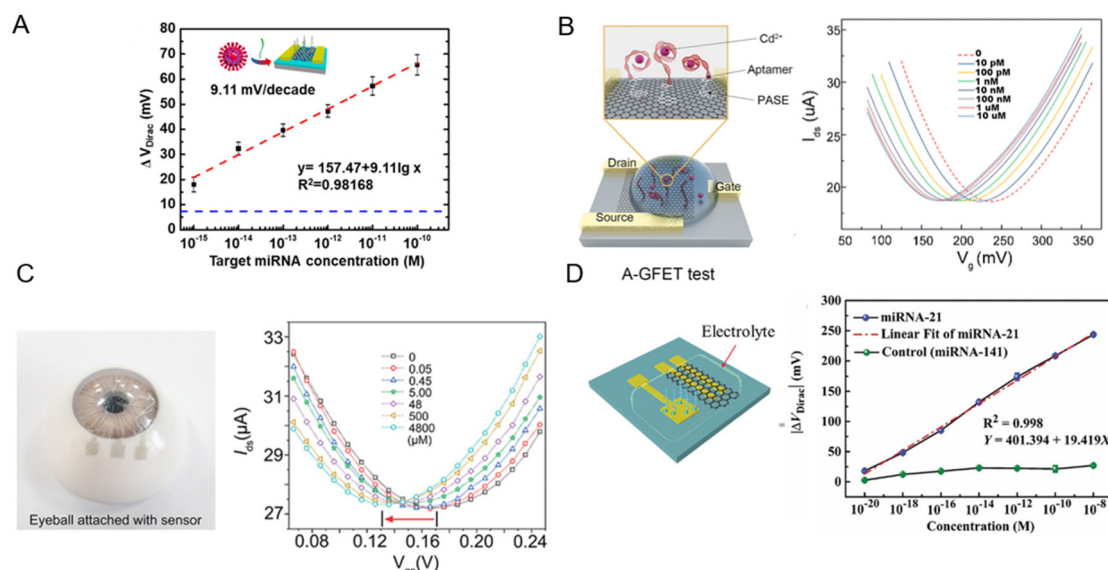 A
Δ V_Dirac (mV)
80
70
60
50
40
30
20
10
0
9.11 mV/decade
y= 157.47+9.11lg x
R²=0.98168
10⁻¹⁵ 10⁻¹⁴ 10⁻¹³ 10⁻¹² 10⁻¹¹ 10⁻¹⁰
Target miRNA concentration (M)
B
Cd²⁺
Aptamer
PASE
Drain
Gate
Source
A-GFET test
I_ds (uA)
35
30
25
20
0
10 pM
100 pM
1 nM
10 nM
100 nM
1 uM
10 uM
50 100 150 200 250 300 350
V_g (mV)
C
Eyeball attached with sensor
I_ds(μA)
33
31
29
27
0
0.05
0.45
5.00
48
500
4800
(μM)
0.08 0.12 0.16 0.20 0.24
D
Electrolyte
|ΔV_Dirac| (mV)
300
250
200
150
100
50
0
miRNA-21
Linear Fit of miRNA-21
Control (miRNA-141)
R² = 0.998
Y = 401.394 + 19.419X
10⁻²⁰ 10⁻¹⁸ 10⁻¹⁶ 10⁻¹⁴ 10⁻¹² 10⁻¹⁰ 10⁻⁸
Concentration (M)